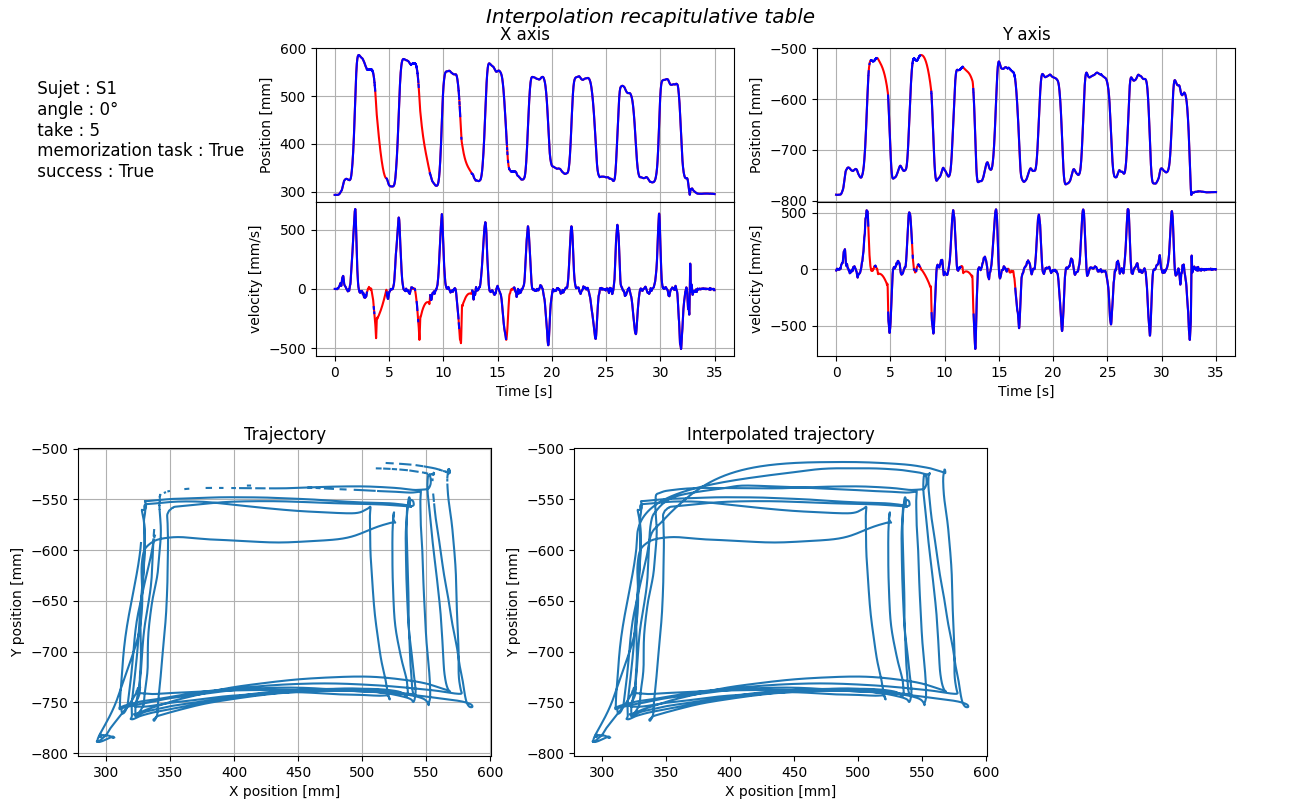 Interpolation recapitulative table
Sujet : S1
angle : 0°
take : 5
memorization task : True
success : True
X axis
Position [mm]
600
500
400
300
velocity [mm/s]
500
0
−500
0 5 10 15 20 25 30 35
Time [s]
Y axis
Position [mm]
−500
−600
−700
−800
velocity [mm/s]
500
0
−500
0 5 10 15 20 25 30 35
Time [s]
Trajectory
Y position [mm]
−500
−550
−600
−650
−700
−750
−800
300 350 400 450 500 550 600
X position [mm]
Interpolated trajectory
Y position [mm]
−500
−550
−600
−650
−700
−750
−800
300 350 400 450 500 550 600
X position [mm]